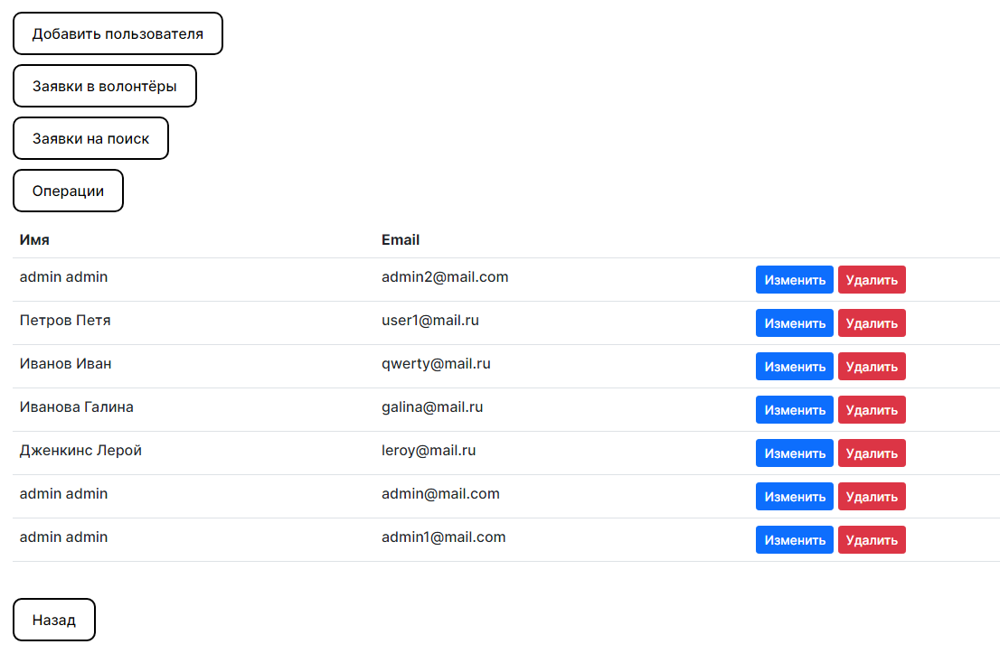 Добавить пользователя
Заявки в волонтёры
Заявки на поиск
Операции
Имя Email
admin admin admin2@mail.com Изменить Удалить
Петров Петя user1@mail.ru Изменить Удалить
Иванов Иван qwerty@mail.ru Изменить Удалить
Иванова Галина galina@mail.ru Изменить Удалить
Дженкинс Лерой leroy@mail.ru Изменить Удалить
admin admin admin@mail.com Изменить Удалить
admin admin admin1@mail.com Изменить Удалить
Назад